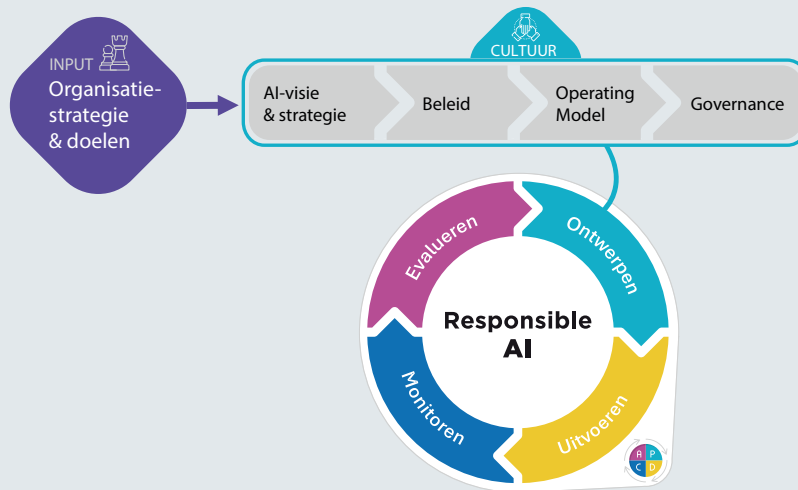 INPUT
Organisatie-
strategie
& doelen
CULTUUR
AI-visie
& strategie
Beleid
Operating
Model
Governance
Evalueren
Ontwerpen
Responsible
AI
Monitoren
Uitvoeren
A P
C D